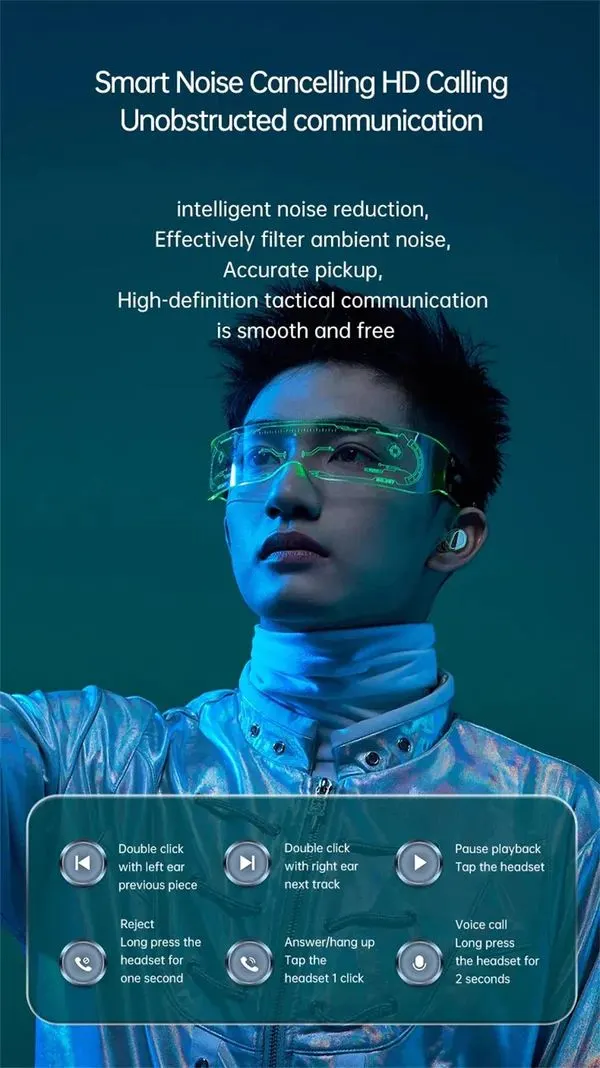 Smart Noise Cancelling HD Calling
Unobstructed communication
intelligent noise reduction,
Effectively filter ambient noise,
Accurate pickup,
High-definition tactical communication
is smooth and free
Double click
with left ear
previous piece
Double click
with right ear
next track
Pause playback
Tap the headset
Reject
Long press the
headset for
one second
Answer/hang up
Tap the
headset 1 click
Voice call
Long press
the headset for
2 seconds